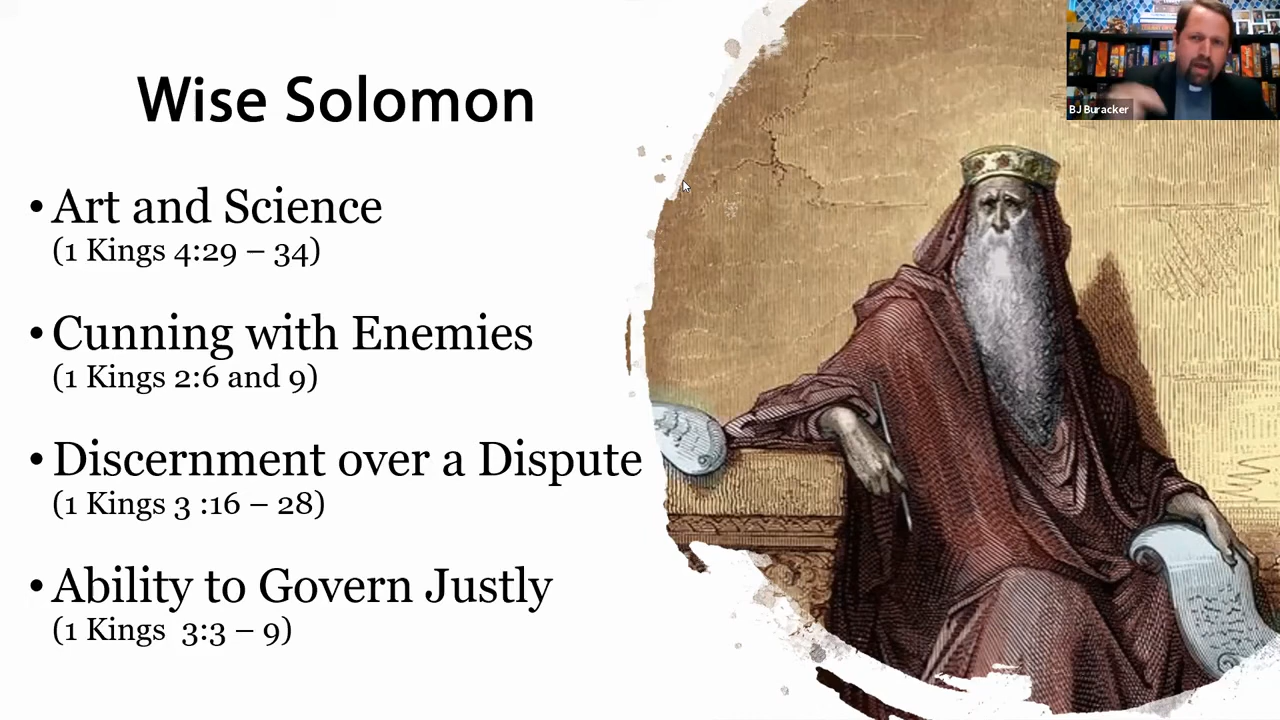 Wise Solomon
• Art and Science
(1 Kings 4:29 – 34)
• Cunning with Enemies
(1 Kings 2:6 and 9)
• Discernment over a Dispute
(1 Kings 3 :16 – 28)
• Ability to Govern Justly
(1 Kings  3:3 – 9)
BJ Buracker